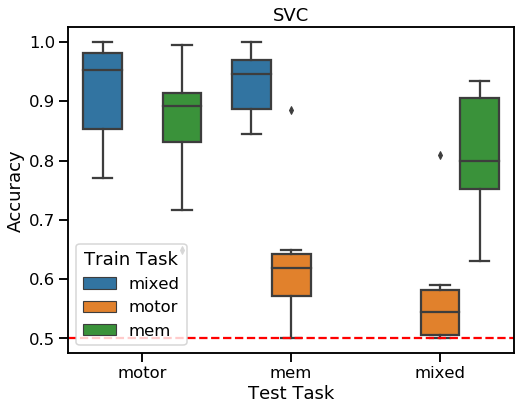 SVC
Accuracy
1.0
0.9
0.8
0.7
0.6
0.5
Train Task
mixed
motor
mem
motor mem mixed
Test Task